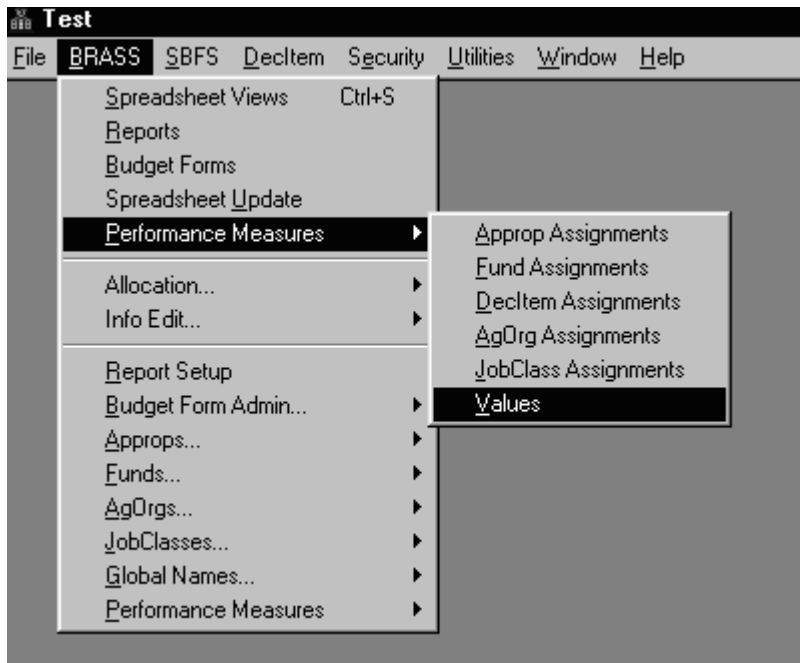 Test
File BRASS SBFS DecItem Security Utilities Window Help
Spreadsheet Views Ctrl+S
Reports
Budget Forms
Spreadsheet Update
Performance Measures
Allocation...
Info Edit...
Report Setup
Budget Form Admin...
Approps...
Funds...
AgOrgs...
JobClasses...
Global Names...
Performance Measures
Approp Assignments
Fund Assignments
DecItem Assignments
AgOrg Assignments
JobClass Assignments
Values